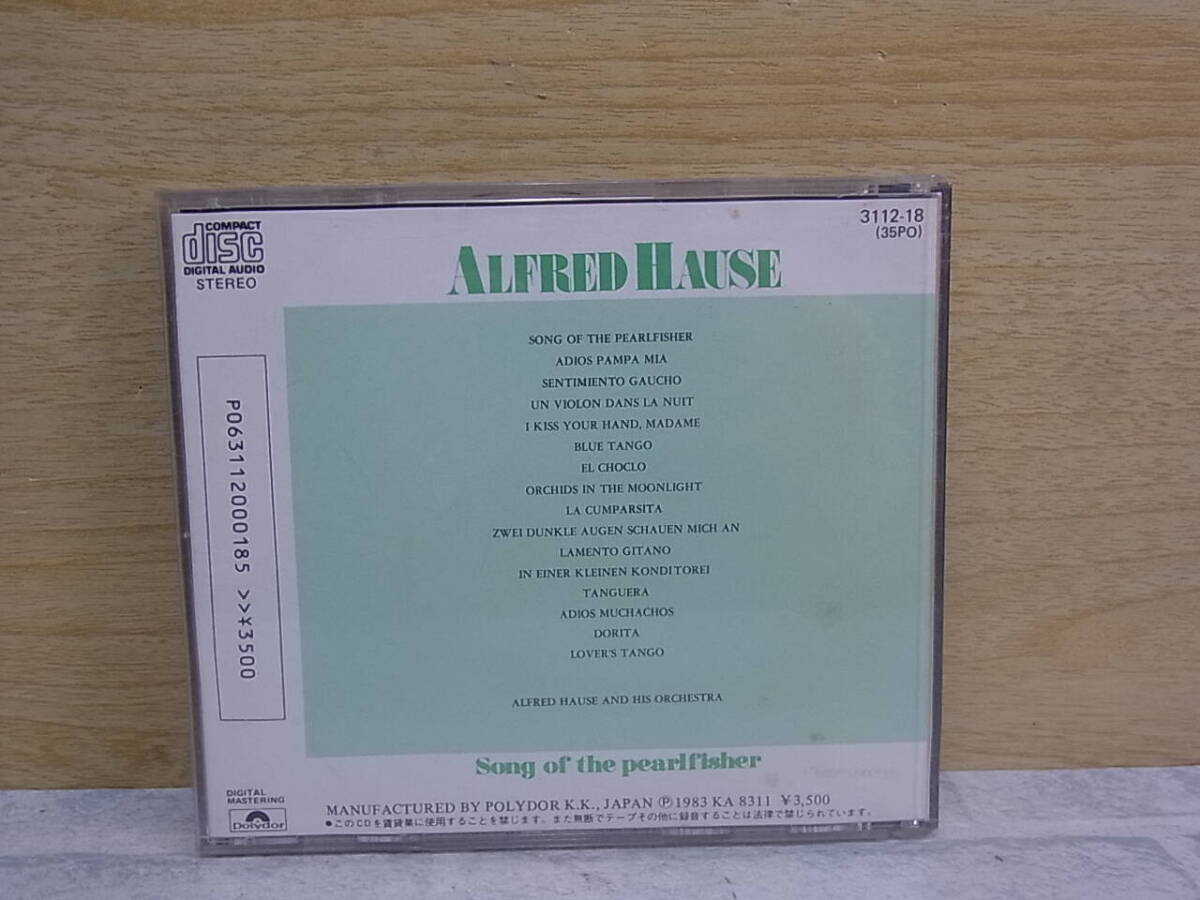 COMPACT
disc
DIGITAL AUDIO
STEREO
3112-18
(35PO)
ALFRED HAUSE
SONG OF THE PEARLFISHER
ADIOS PAMPA MIA
SENTIMIENTO GAUCHO
UN VIOLON DANS LA NUIT
I KISS YOUR HAND, MADAME
BLUE TANGO
EL CHOCLO
ORCHIDS IN THE MOONLIGHT
LA CUMPARSITA
ZWEI DUNKLE AUGEN SCHAUEN MICH AN
LAMENTO GITANO
IN EINER KLEINEN KONDITOREI
TANGUERA
ADIOS MUCHACHOS
DORITA
LOVER'S TANGO
ALFRED HAUSE AND HIS ORCHESTRA
P063112000185 >>¥3500
Song of the pearlfisher
DIGITAL
MASTERING
Polydor
MANUFACTURED BY POLYDOR K.K., JAPAN Ⓟ1983 KA 8311 ¥3,500
●このCDを賃貸業に使用することを禁じます。また無断でテープその他に録音することは法律で禁じられています。